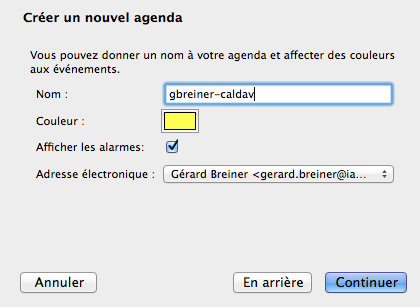 Créer un nouvel agenda
Vous pouvez donner un nom à votre agenda et affecter des couleurs
aux événements.
Nom :
gbreiner-caldav
Couleur :
Afficher les alarmes:
Adresse électronique :
Gérard Breiner <gerard.breiner@ia...
Annuler
En arrière
Continuer